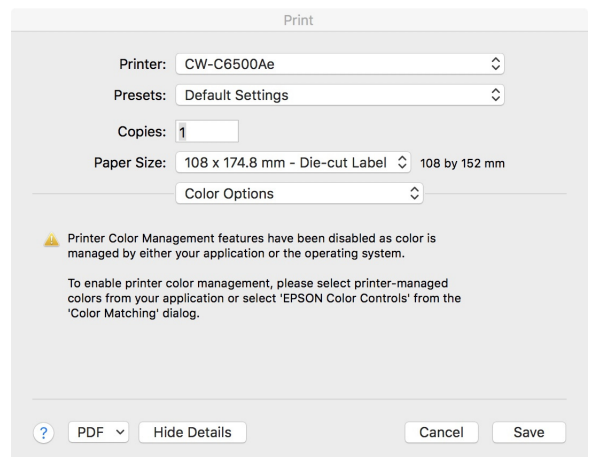 Print
Printer: CW-C6500Ae
Presets: Default Settings
Copies: 1
Paper Size: 108 x 174.8 mm - Die-cut Label 108 by 152 mm
Color Options
Printer Color Management features have been disabled as color is
managed by either your application or the operating system.
To enable printer color management, please select printer-managed
colors from your application or select 'EPSON Color Controls' from the
'Color Matching' dialog.
? PDF Hide Details Cancel Save